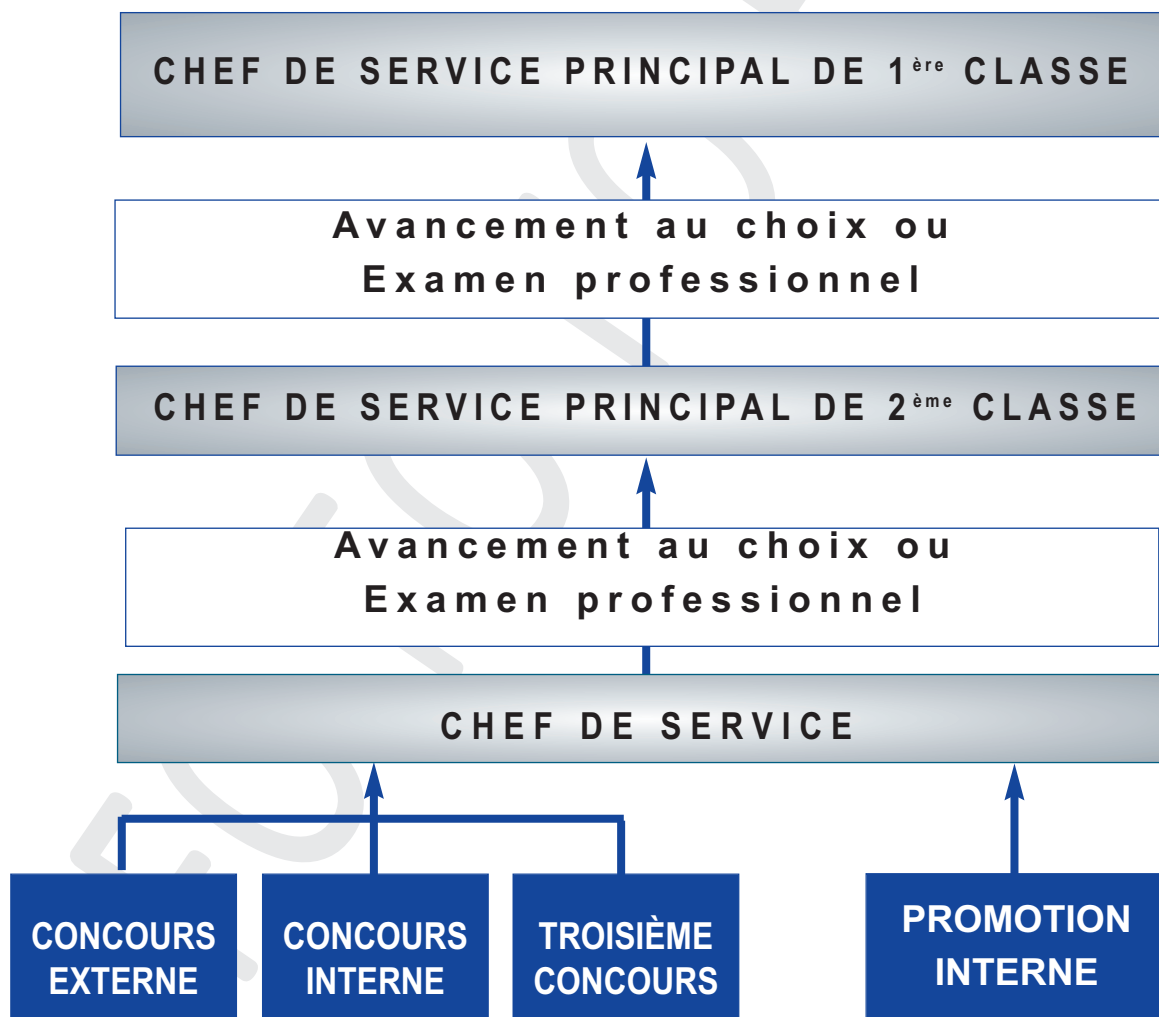 CHEF DE SERVICE PRINCIPAL DE 1ère CLASSE
Avancement au choix ou
Examen professionnel
CHEF DE SERVICE PRINCIPAL DE 2ème CLASSE
Avancement au choix ou
Examen professionnel
CHEF DE SERVICE
CONCOURS
EXTERNE
CONCOURS
INTERNE
TROISIÈME
CONCOURS
PROMOTION
INTERNE